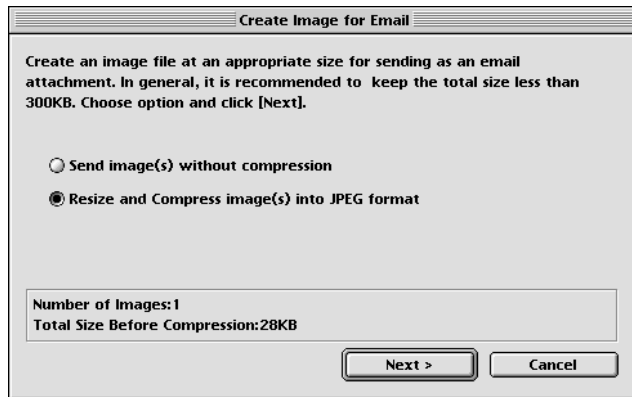 Create Image for Email
Create an image file at an appropriate size for sending as an email
attachment. In general, it is recommended to  keep the total size less than
300KB. Choose option and click [Next].
Send image(s) without compression
Resize and Compress image(s) into JPEG format
Number of Images:1
Total Size Before Compression:28KB
Next >
Cancel